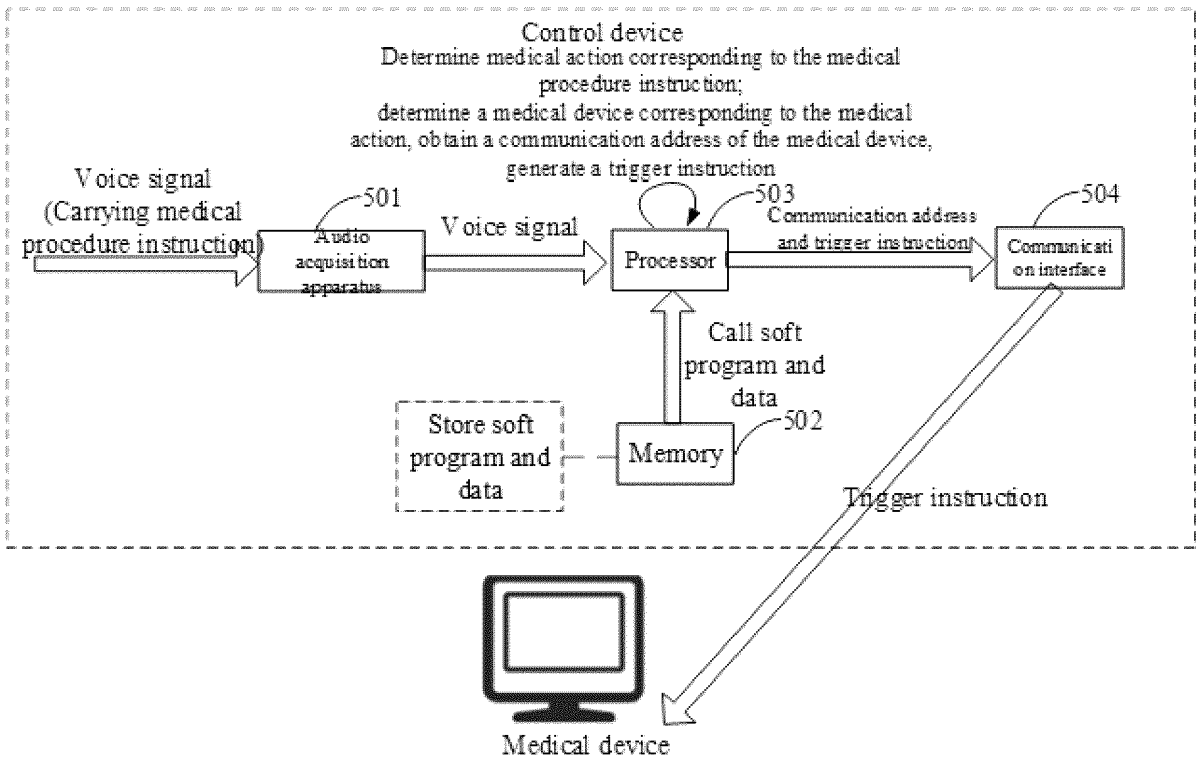 Control device
Determine medical action corresponding to the medical
procedure instruction;
determine a medical device corresponding to the medical
action, obtain a communication address of the medical device,
generate a trigger instruction
Voice signal
(Carrying medical
procedure instruction)
501
Audio
acquisition
apparatus
Voice signal
503
Processor
Communication address
and trigger instruction
504
Communicati
on interface
Call soft
program and
data
502
Memory
Store soft
program and
data
Trigger instruction
Medical device